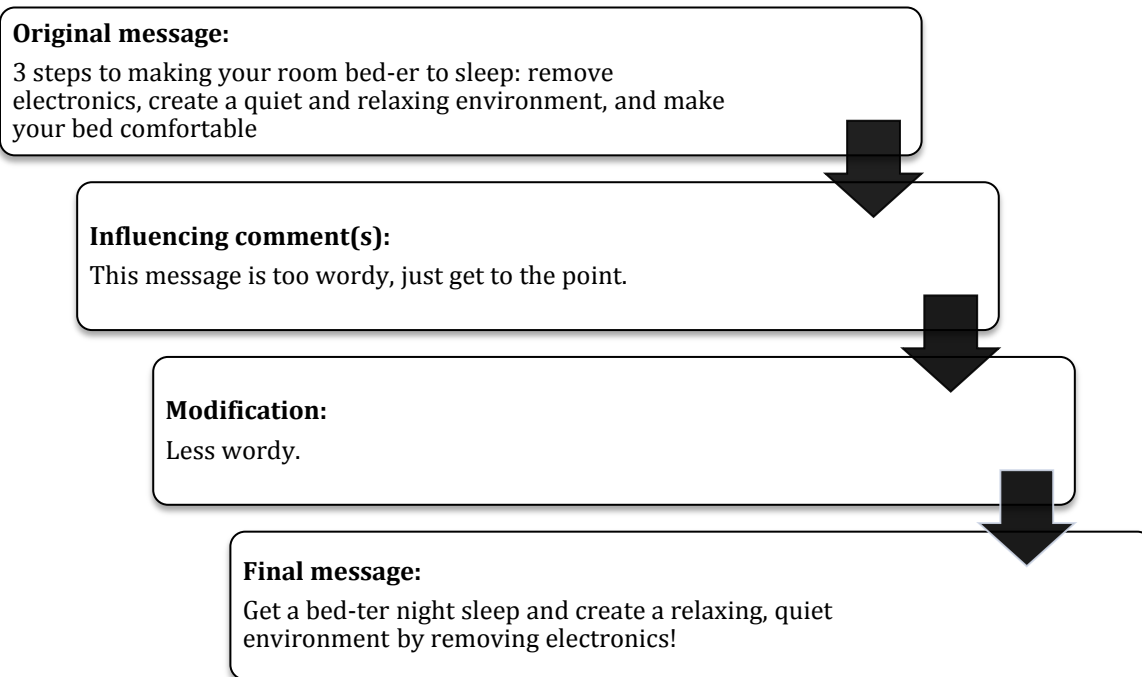 Original message:
3 steps to making your room bed-er to sleep: remove
electronics, create a quiet and relaxing environment, and make
your bed comfortable
Influencing comment(s):
This message is too wordy, just get to the point.
Modification:
Less wordy.
Final message:
Get a bed-ter night sleep and create a relaxing, quiet
environment by removing electronics!